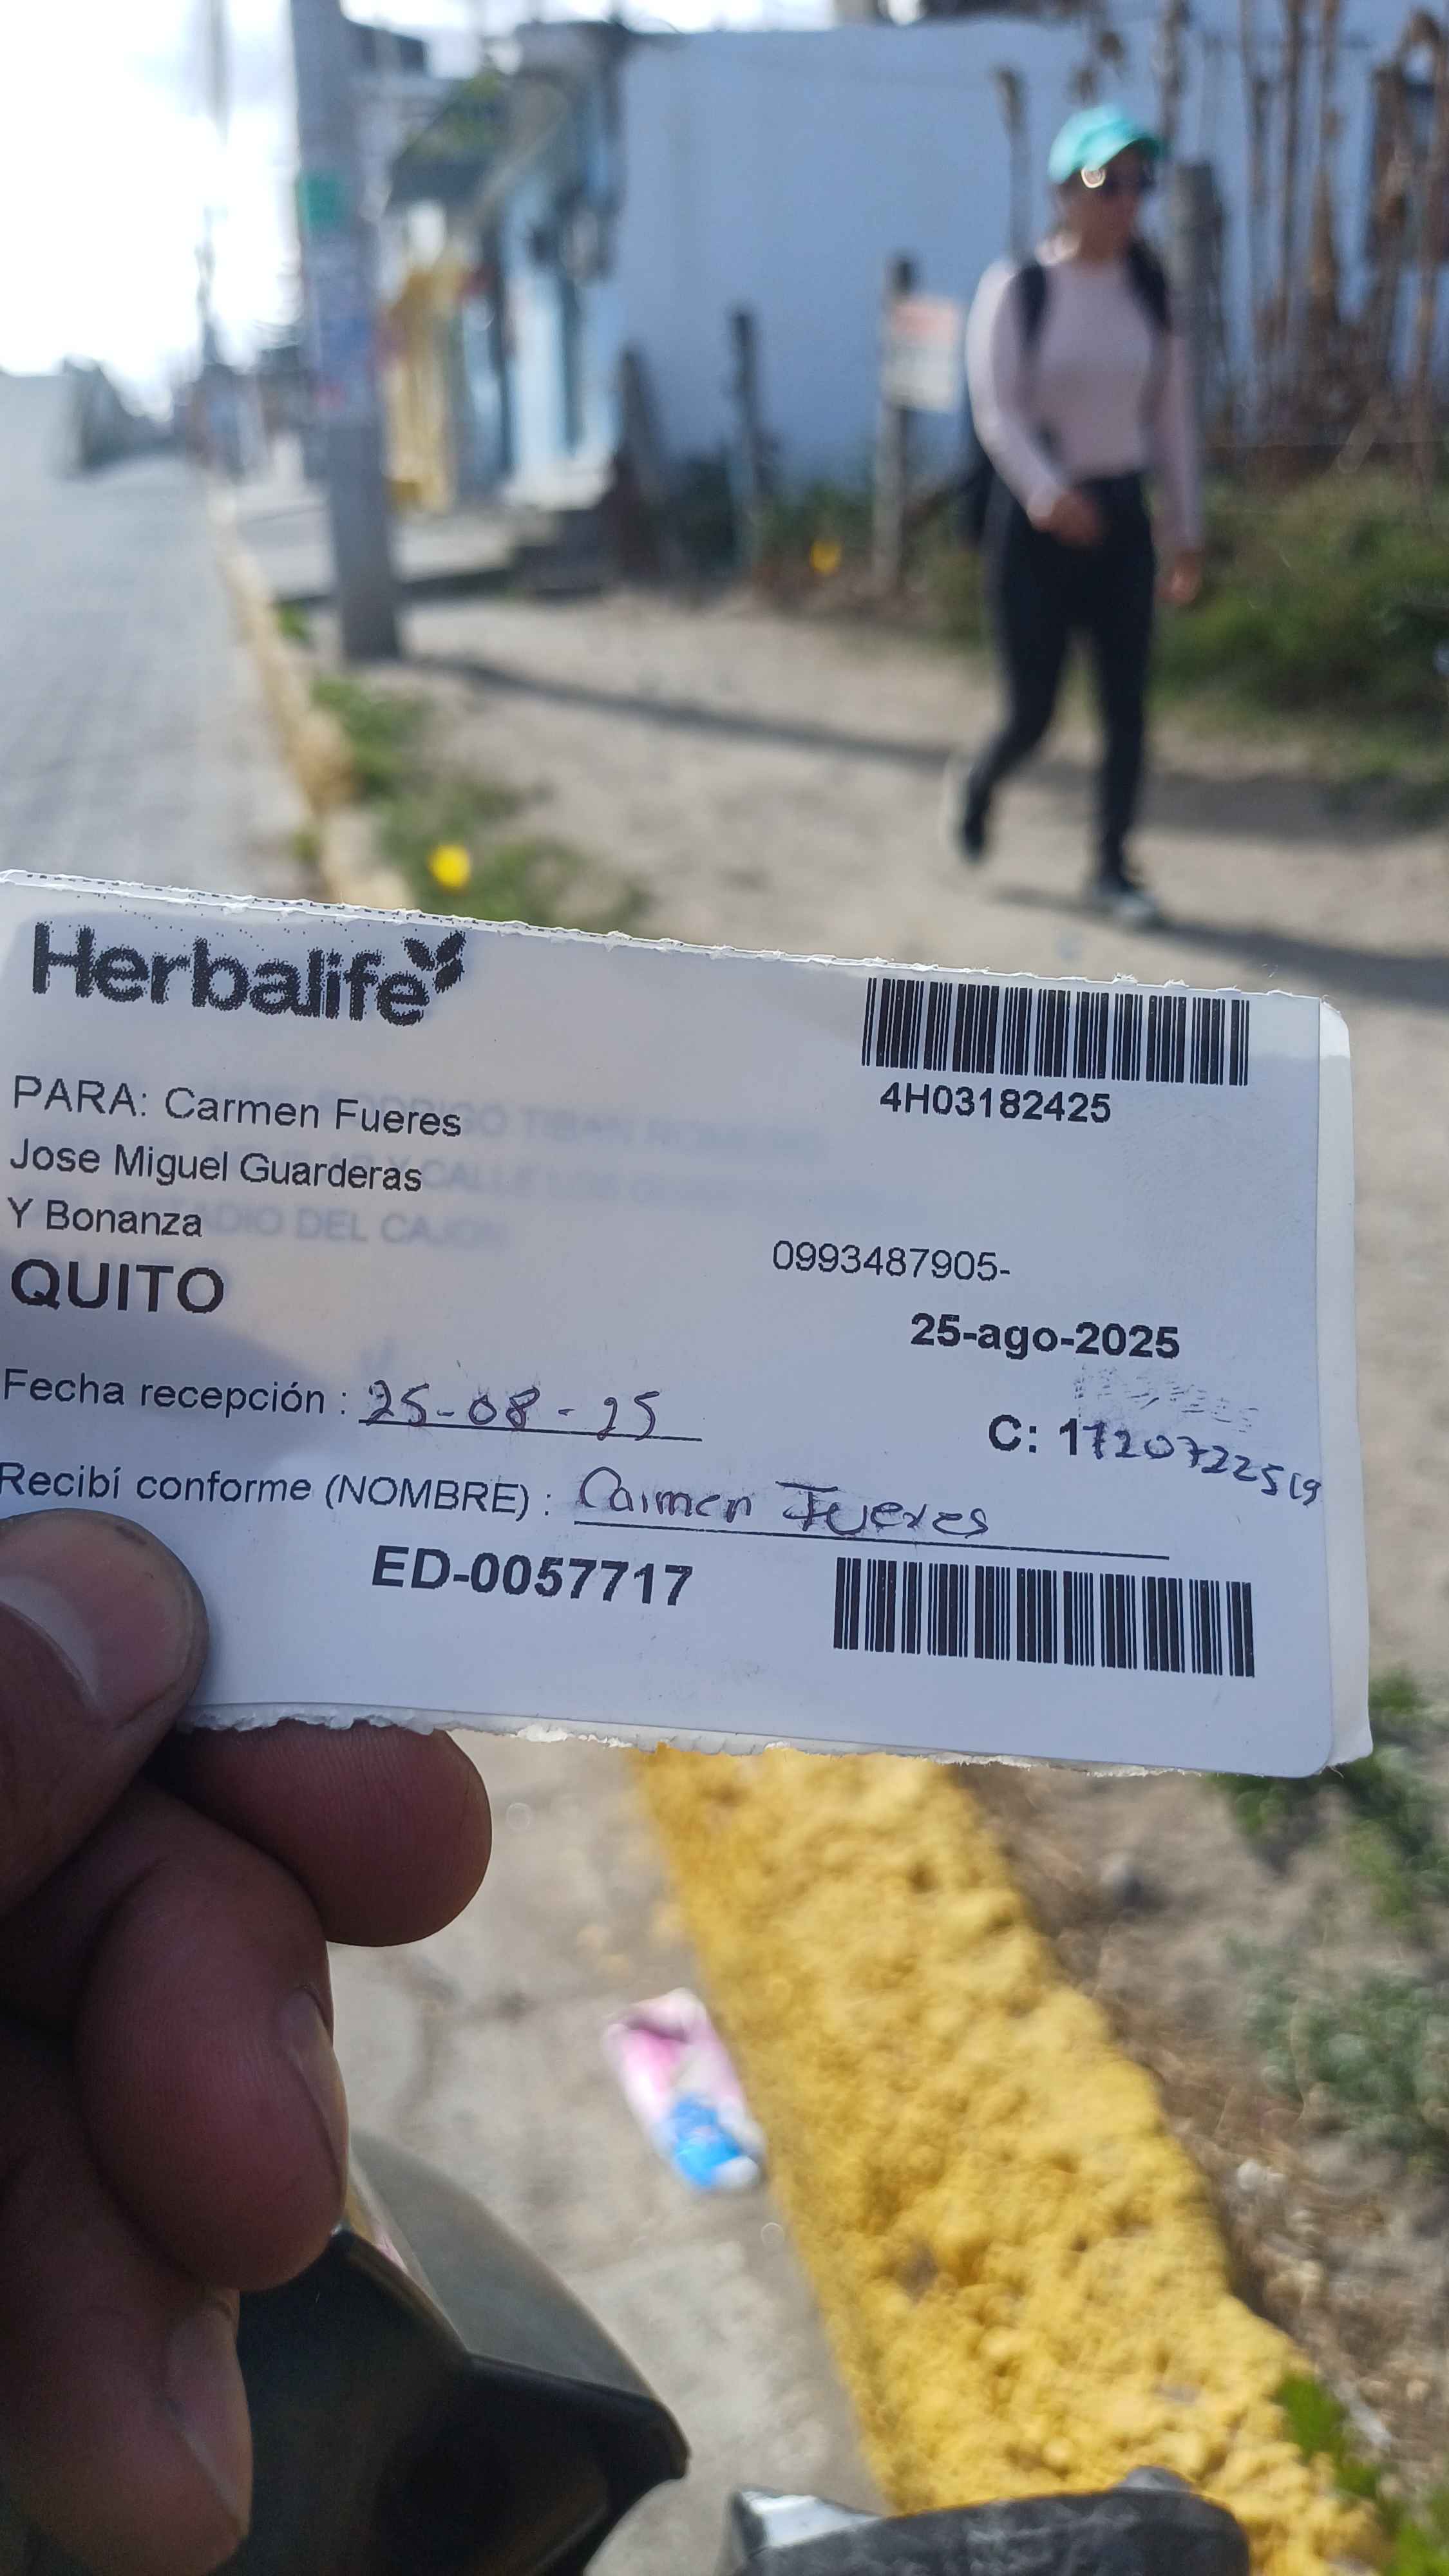 Herbalife
4H03182425
PARA: Carmen Fueres
Jose Miguel Guarderas
Y Bonanza
0993487905-
QUITO
25-ago-2025
Fecha recepción : 25-08-25
C: 1720722519
Recibí conforme (NOMBRE) : Carmen Fueres
ED-0057717